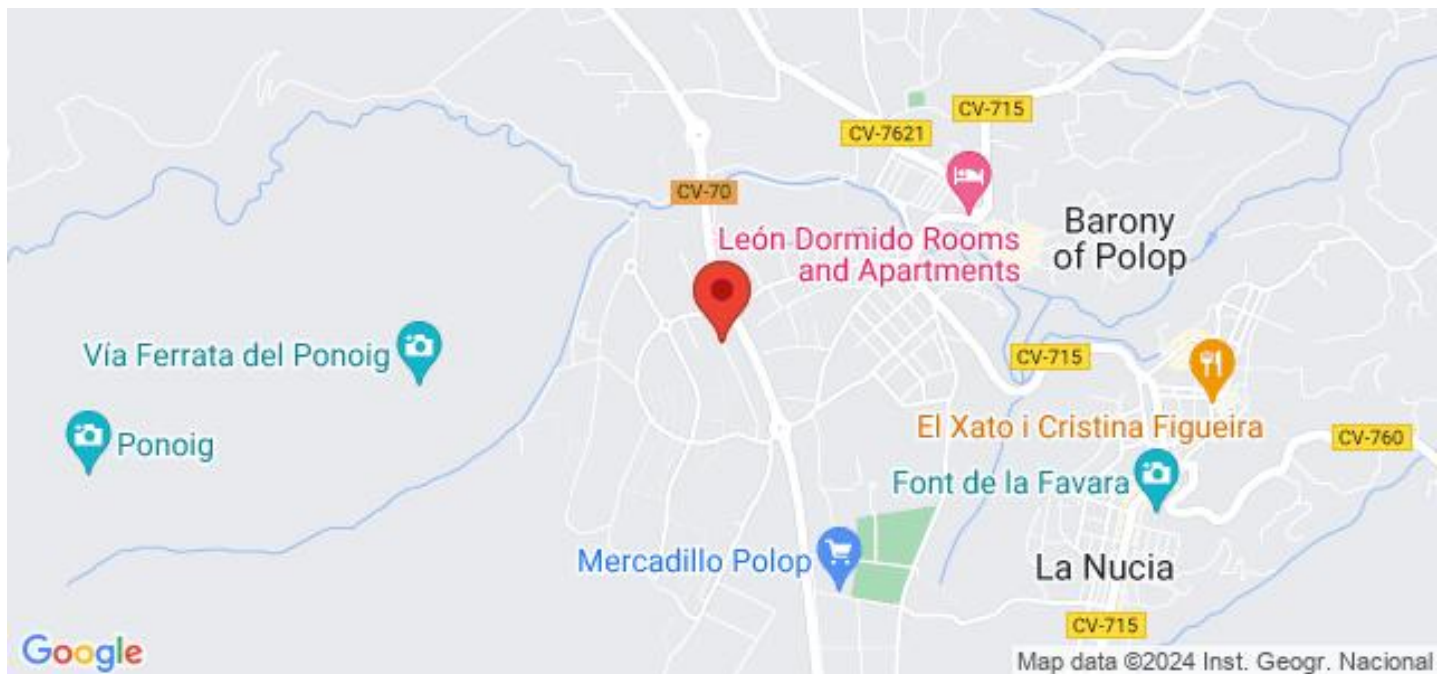 CV-715
CV-7621
CV-70
León Dormido Rooms
and Apartments
Barony
of Polop
Vía Ferrata del Ponoig
CV-715
Ponoig
El Xato i Cristina Figueira
CV-760
Font de la Favara
Mercadillo Polop
La Nucia
CV-715
Google
Map data ©2024 Inst. Geogr. Nacional